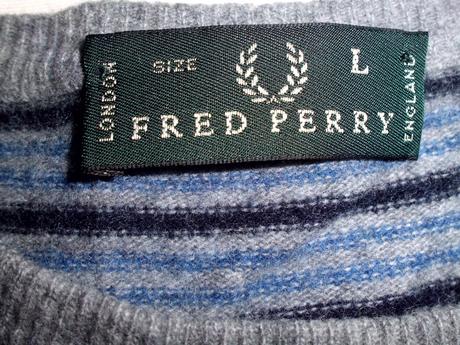 LONDON
SIZE L
FRED PERRY
ENGLAND